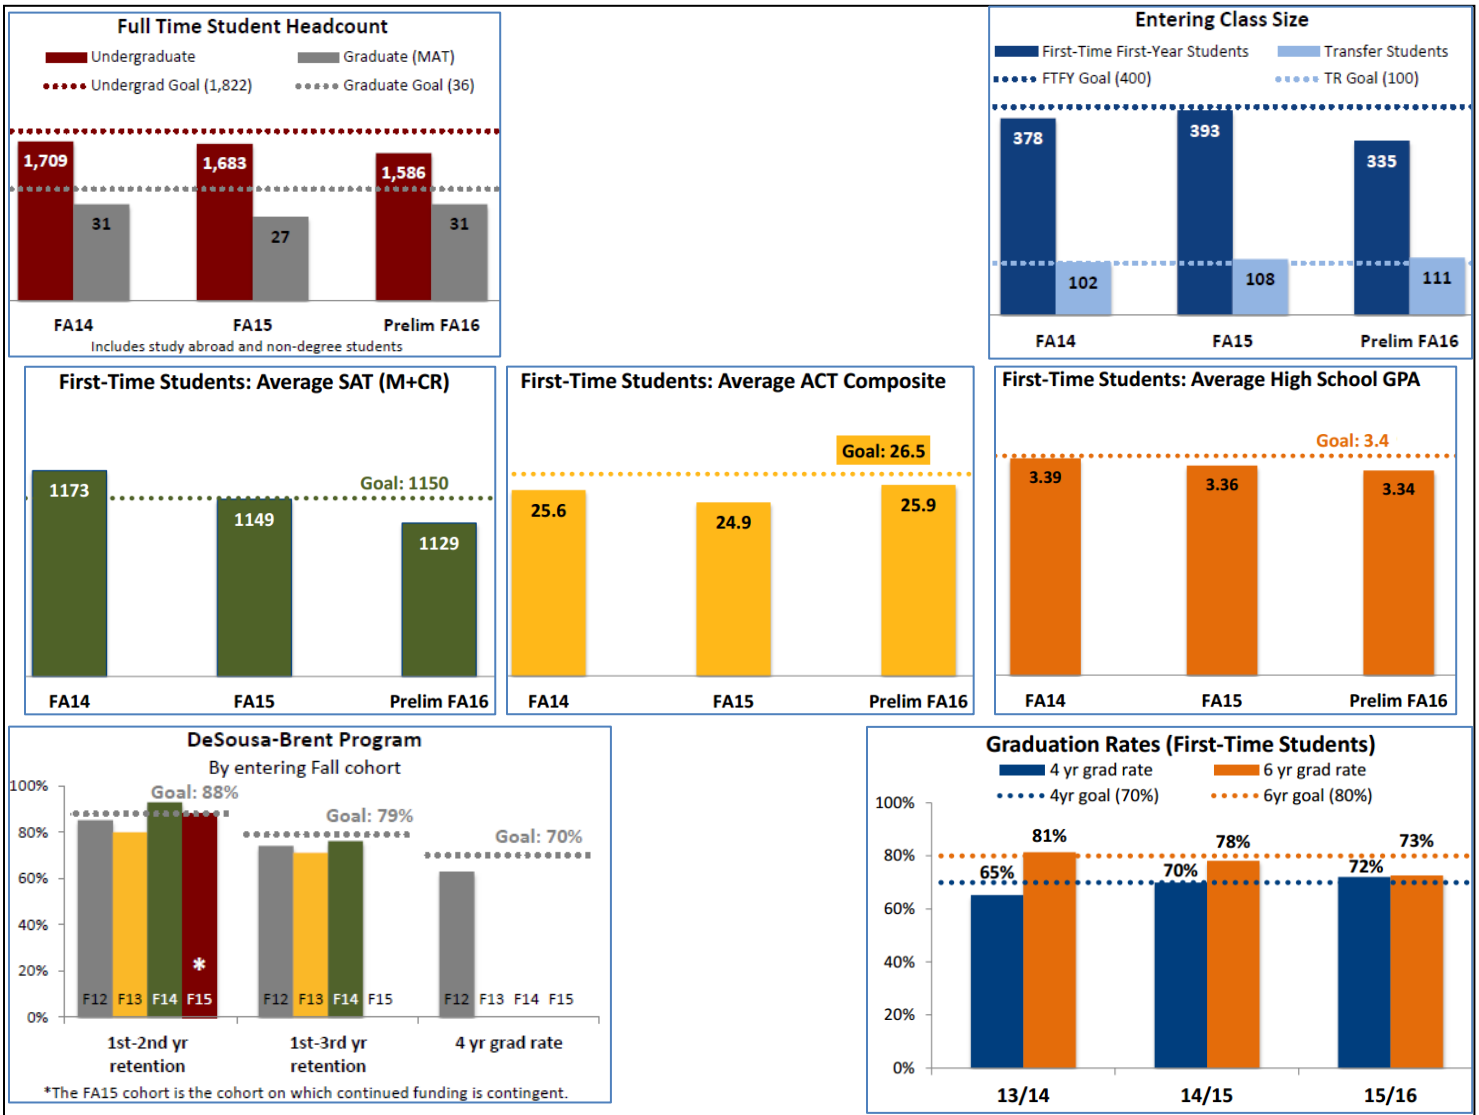 Full Time Student Headcount
Undergraduate
Graduate (MAT)
Undergrad Goal (1,822)
Graduate Goal (36)
1,709
31
1,683
27
1,586
31
FA14
FA15
Prelim FA16
Includes study abroad and non-degree students
Entering Class Size
First-Time First-Year Students
Transfer Students
FTFY Goal (400)
TR Goal (100)
378
102
393
108
335
111
FA14
FA15
Prelim FA16
First-Time Students: Average SAT (M+CR)
Goal: 1150
1173
1149
1129
FA14
FA15
Prelim FA16
First-Time Students: Average ACT Composite
Goal: 26.5
25.6
24.9
25.9
FA14
FA15
Prelim FA16
First-Time Students: Average High School GPA
Goal: 3.4
3.39
3.36
3.34
FA14
FA15
Prelim FA16
DeSousa-Brent Program
By entering Fall cohort
100%
80%
60%
40%
20%
0%
Goal: 88%
Goal: 79%
Goal: 70%
*
F12 F13 F14 F15
F12 F13 F14 F15
F12 F13 F14 F15
1st-2nd yr
retention
1st-3rd yr
retention
4 yr grad rate
*The FA15 cohort is the cohort on which continued funding is contingent.
Graduation Rates (First-Time Students)
4 yr grad rate
6 yr grad rate
4yr goal (70%)
6yr goal (80%)
100%
80%
60%
40%
20%
0%
65%
81%
70%
78%
72%
73%
13/14
14/15
15/16